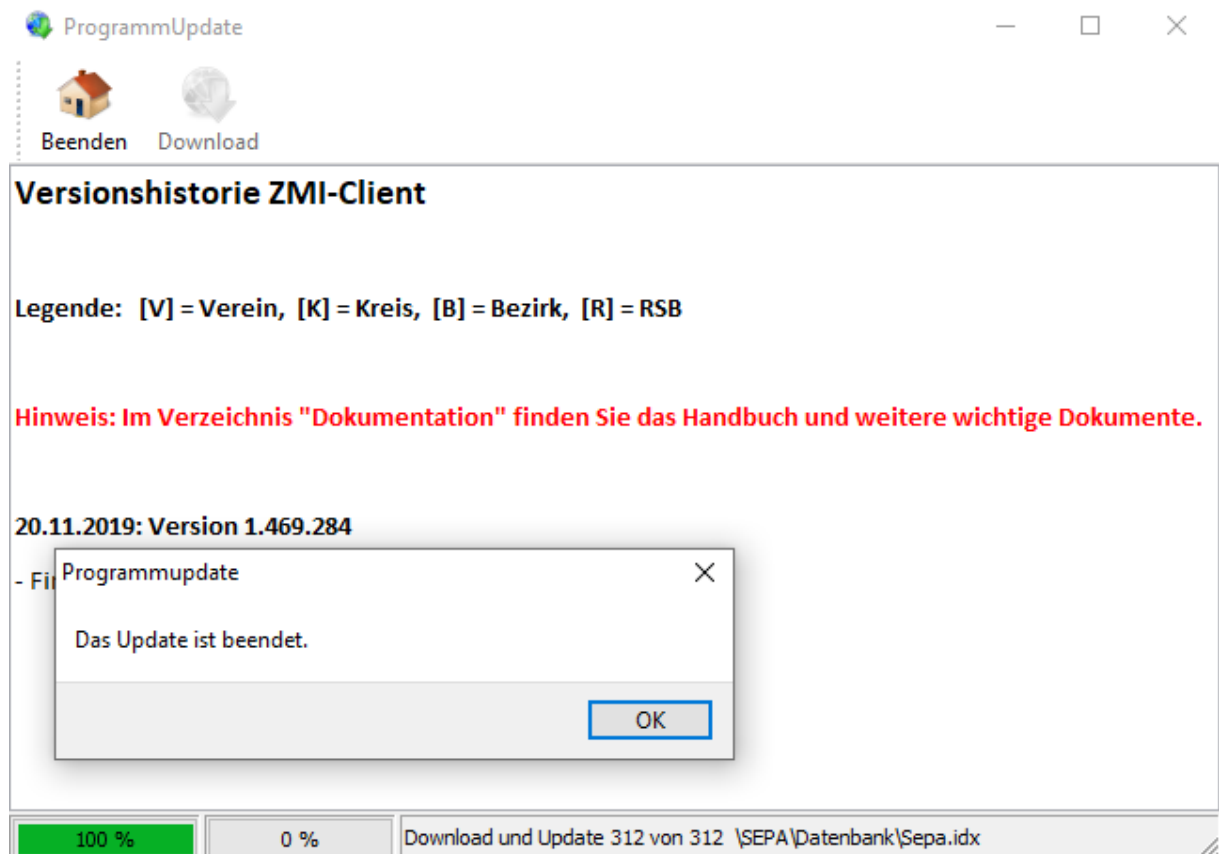 ProgrammUpdate
Beenden Download
Versionshistorie ZMI-Client
Legende: [V] = Verein, [K] = Kreis, [B] = Bezirk, [R] = RSB
Hinweis: Im Verzeichnis "Dokumentation" finden Sie das Handbuch und weitere wichtige Dokumente.
20.11.2019: Version 1.469.284
Programmupdate
Das Update ist beendet.
OK
100 % 0 % Download und Update 312 von 312 \SEPA\Datenbank\Sepa.idx